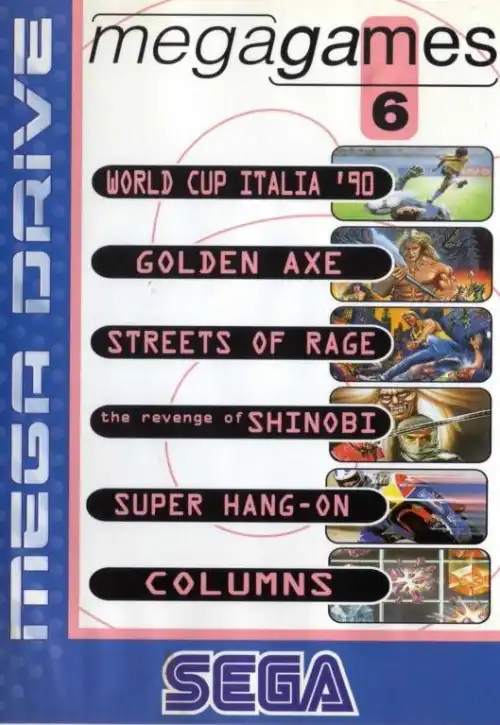 megagames
6
WORLD CUP ITALIA '90
GOLDEN AXE
STREETS OF RAGE
the revenge of SHINOBI
SUPER HANG-ON
COLUMNS
MEGA DRIVE
SEGA